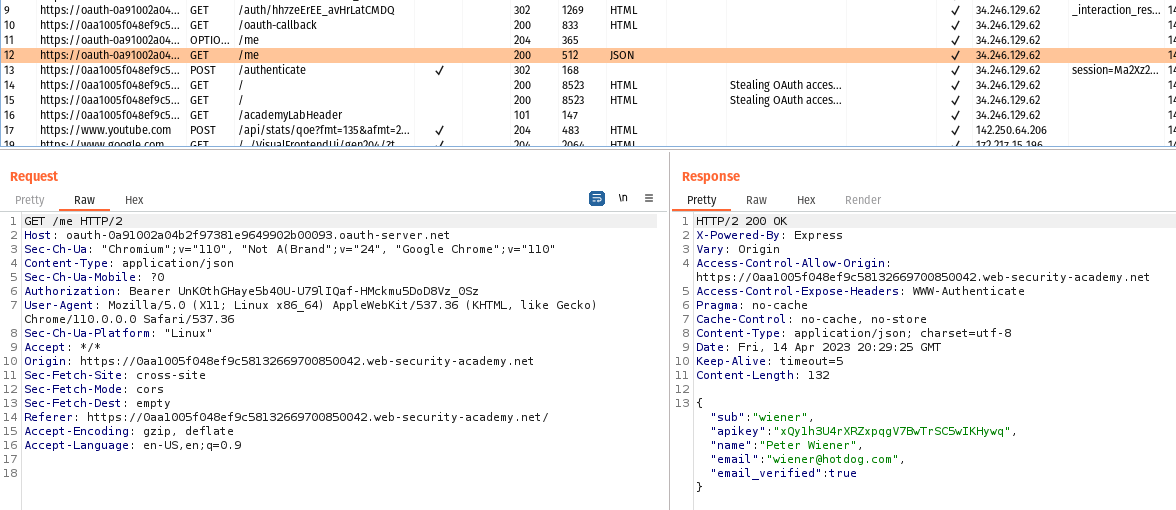 9 https://oauth-0a91002a04... GET /auth/hh7zeErEE_avHrLatCMDQ 302 1269 HTML ✓ 34.246.129.62 _interaction_res... 14
10 https://0aa1005f048ef9c5... GET /oauth-callback 200 833 HTML ✓ 34.246.129.62 14
11 https://oauth-0a91002a04... OPTIO... /me 204 365 ✓ 34.246.129.62 14
12 https://oauth-0a91002a04... GET /me 200 512 JSON ✓ 34.246.129.62 14
13 https://0aa1005f048ef9c5... POST /authenticate ✓ 302 168 ✓ 34.246.129.62 session=Ma2Xz2... 14
14 https://0aa1005f048ef9c5... GET / 200 8523 HTML Stealing OAuth acces... ✓ 34.246.129.62 14
15 https://0aa1005f048ef9c5... GET / 200 8523 HTML Stealing OAuth acces... ✓ 34.246.129.62 14
16 https://0aa1005f048ef9c5... GET /academyLabHeader 101 147 ✓ 34.246.129.62 14
17 https://www.youtube.com POST /api/stats/qoe?fmt=135&afmt=2... ✓ 204 483 HTML ✓ 142.250.64.206 14
19 https://www.google.com GET 204 2064 HTML ✓ 172.217.15.196 14
Request
Pretty Raw Hex
\n
1 GET /me HTTP/2
2 Host: oauth-0a91002a04b2f97381e9649902b00093.oauth-server.net
3 Sec-Ch-Ua: "Chromium";v="110", "Not A(Brand";v="24", "Google Chrome";v="110"
4 Content-Type: application/json
5 Sec-Ch-Ua-Mobile: ?0
6 Authorization: Bearer UnK0thGHaye5b40U-U79lIQaf-HMckmu5DoD8Vz_0Sz
7 User-Agent: Mozilla/5.0 (X11; Linux x86_64) AppleWebKit/537.36 (KHTML, like Gecko)
Chrome/110.0.0.0 Safari/537.36
8 Sec-Ch-Ua-Platform: "Linux"
9 Accept: */*
10 Origin: https://0aa1005f048ef9c58132669700850042.web-security-academy.net
11 Sec-Fetch-Site: cross-site
12 Sec-Fetch-Mode: cors
13 Sec-Fetch-Dest: empty
14 Referer: https://0aa1005f048ef9c58132669700850042.web-security-academy.net/
15 Accept-Encoding: gzip, deflate
16 Accept-Language: en-US,en;q=0.9
17
18
Response
Pretty Raw Hex Render
1 HTTP/2 200 OK
2 X-Powered-By: Express
3 Vary: Origin
4 Access-Control-Allow-Origin:
https://0aa1005f048ef9c58132669700850042.web-security-academy.net
5 Access-Control-Expose-Headers: WWW-Authenticate
6 Pragma: no-cache
7 Cache-Control: no-cache, no-store
8 Content-Type: application/json; charset=utf-8
9 Date: Fri, 14 Apr 2023 20:29:25 GMT
10 Keep-Alive: timeout=5
11 Content-Length: 132
12
13 {
"sub":"wiener",
"apikey":"xQy1h3U4rXRZxpqgV7BwTrSC5wIKHywq",
"name":"Peter Wiener",
"email":"wiener@hotdog.com",
"email_verified":true
}